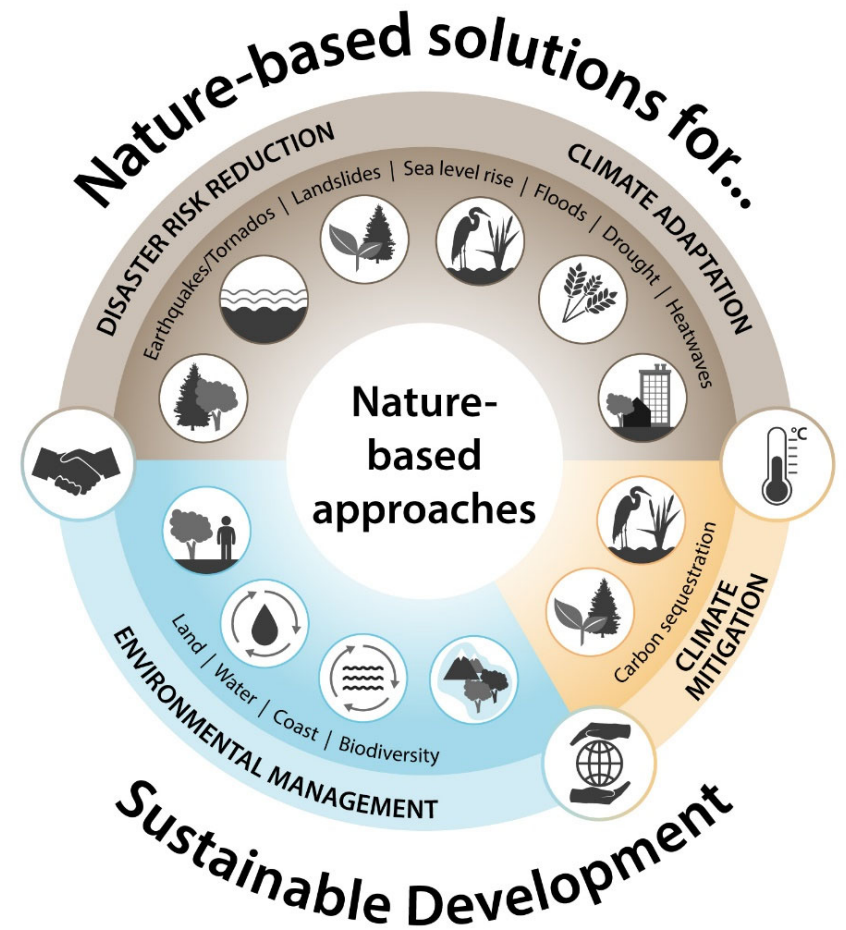 Nature-based solutions for...
DISASTER RISK REDUCTION
CLIMATE ADAPTATION
Earthquakes/Tornados | Landslides | Sea level rise | Floods | Drought | Heatwaves
Nature-
based
approaches
°C
Carbon sequestration
CLIMATE
MITIGATION
Land | Water | Coast | Biodiversity
ENVIRONMENTAL MANAGEMENT
Sustainable Development